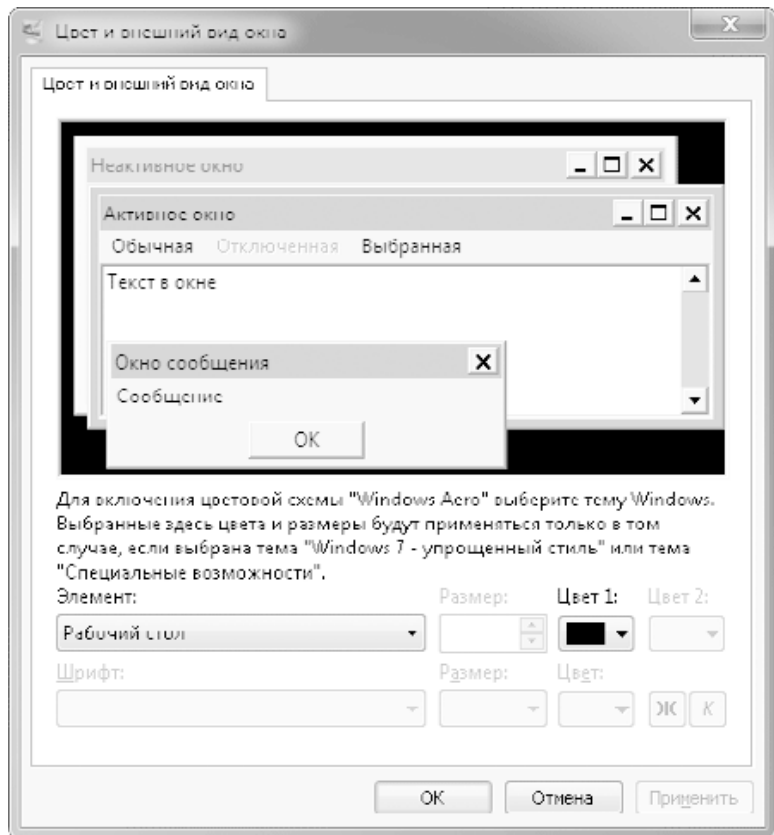 Цвет и внешний вид окна
Цвет и внешний вид окна
Неактивное окно
Активное окно
Обычная Отключенная Выбранная
Текст в окне
Окно сообщения
Сообщение
ОК
Для включения цветовой схемы "Windows Aero" выберите тему Windows.
Выбранные здесь цвета и размеры будут применяться только в том
случае, если выбрана тема "Windows 7 - упрощенный стиль" или тема
"Специальные возможности".
Элемент: Размер: Цвет 1: Цвет 2:
Рабочий стол
Шрифт: Размер: Цвет:
Ж К
ОК Отмена Применить